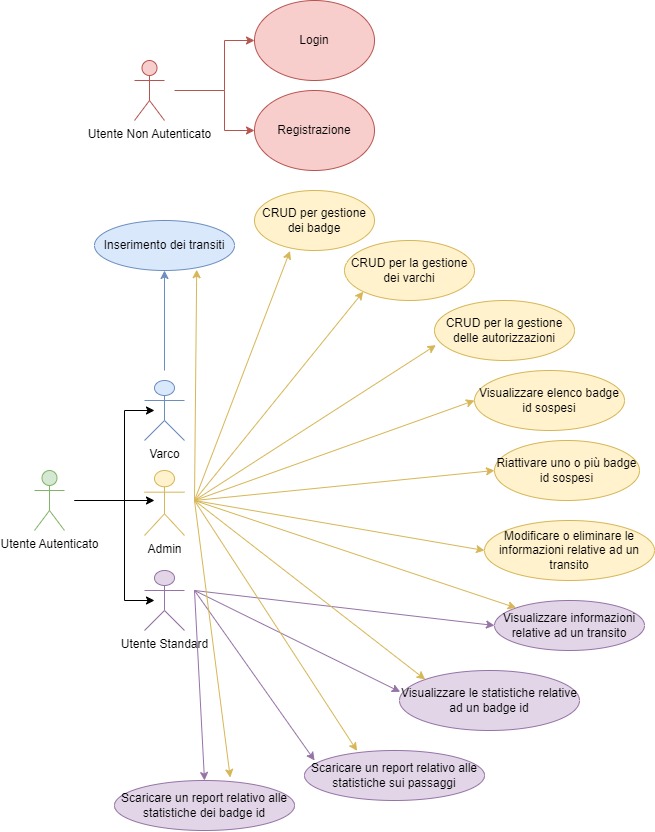 Login
Utente Non Autenticato
Registrazione
CRUD per gestione
dei badge
Inserimento dei transiti
CRUD per la gestione
dei varchi
CRUD per la gestione
delle autorizzazioni
Visualizzare elenco badge
id sospesi
Varco
Riattivare uno o più badge
id sospesi
Utente Autenticato
Admin
Modificare o eliminare le
informazioni relative ad un
transito
Utente Standard
Visualizzare informazioni
relative ad un transito
Visualizzare le statistiche relative
ad un badge id
Scaricare un report relativo alle
statistiche sui passaggi
Scaricare un report relativo alle
statistiche dei badge id